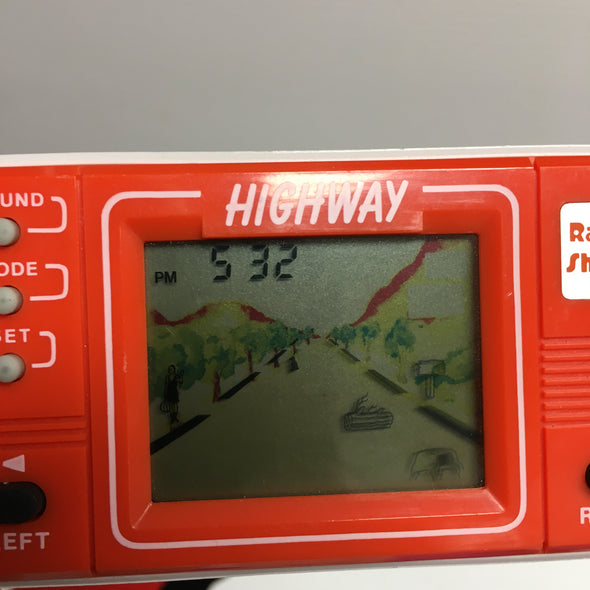 HIGHWAY
UND
ODE
SET
PM 5 32
Ra
Sh
LEFT
R